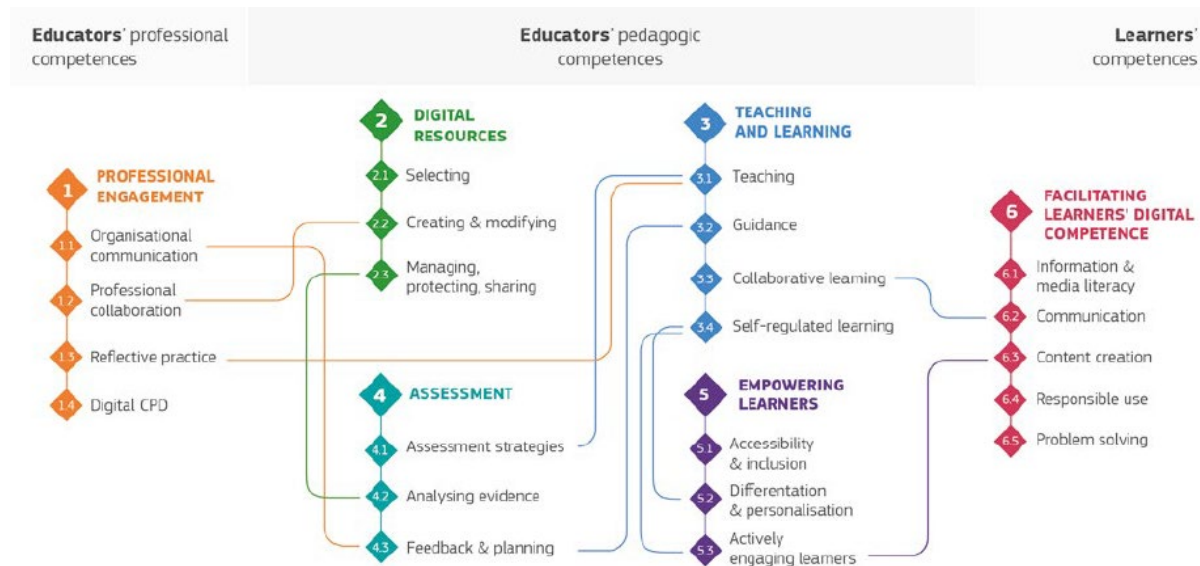 Educators' professional
competences
Educators' pedagogic
competences
Learners'
competences
1
PROFESSIONAL
ENGAGEMENT
1.1
Organisational
communication
1.2
Professional
collaboration
1.3
Reflective practice
1.4
Digital CPD
2
DIGITAL
RESOURCES
2.1
Selecting
2.2
Creating & modifying
2.3
Managing,
protecting, sharing
4
ASSESSMENT
4.1
Assessment strategies
4.2
Analysing evidence
4.3
Feedback & planning
3
TEACHING
AND LEARNING
3.1
Teaching
3.2
Guidance
3.3
Collaborative learning
3.4
Self-regulated learning
5
EMPOWERING
LEARNERS
5.1
Accessibility
& inclusion
5.2
Differentation
& personalisation
5.3
Actively
engaging learners
6
FACILITATING
LEARNERS' DIGITAL
COMPETENCE
6.1
Information &
media literacy
6.2
Communication
6.3
Content creation
6.4
Responsible use
6.5
Problem solving